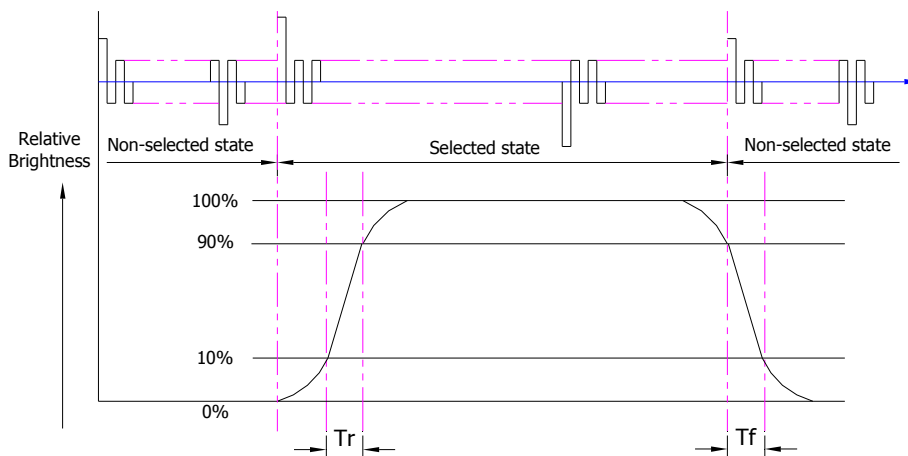 Non-selected state
Selected state
Non-selected state
Relative
Brightness
100%
90%
10%
0%
Tr
Tf